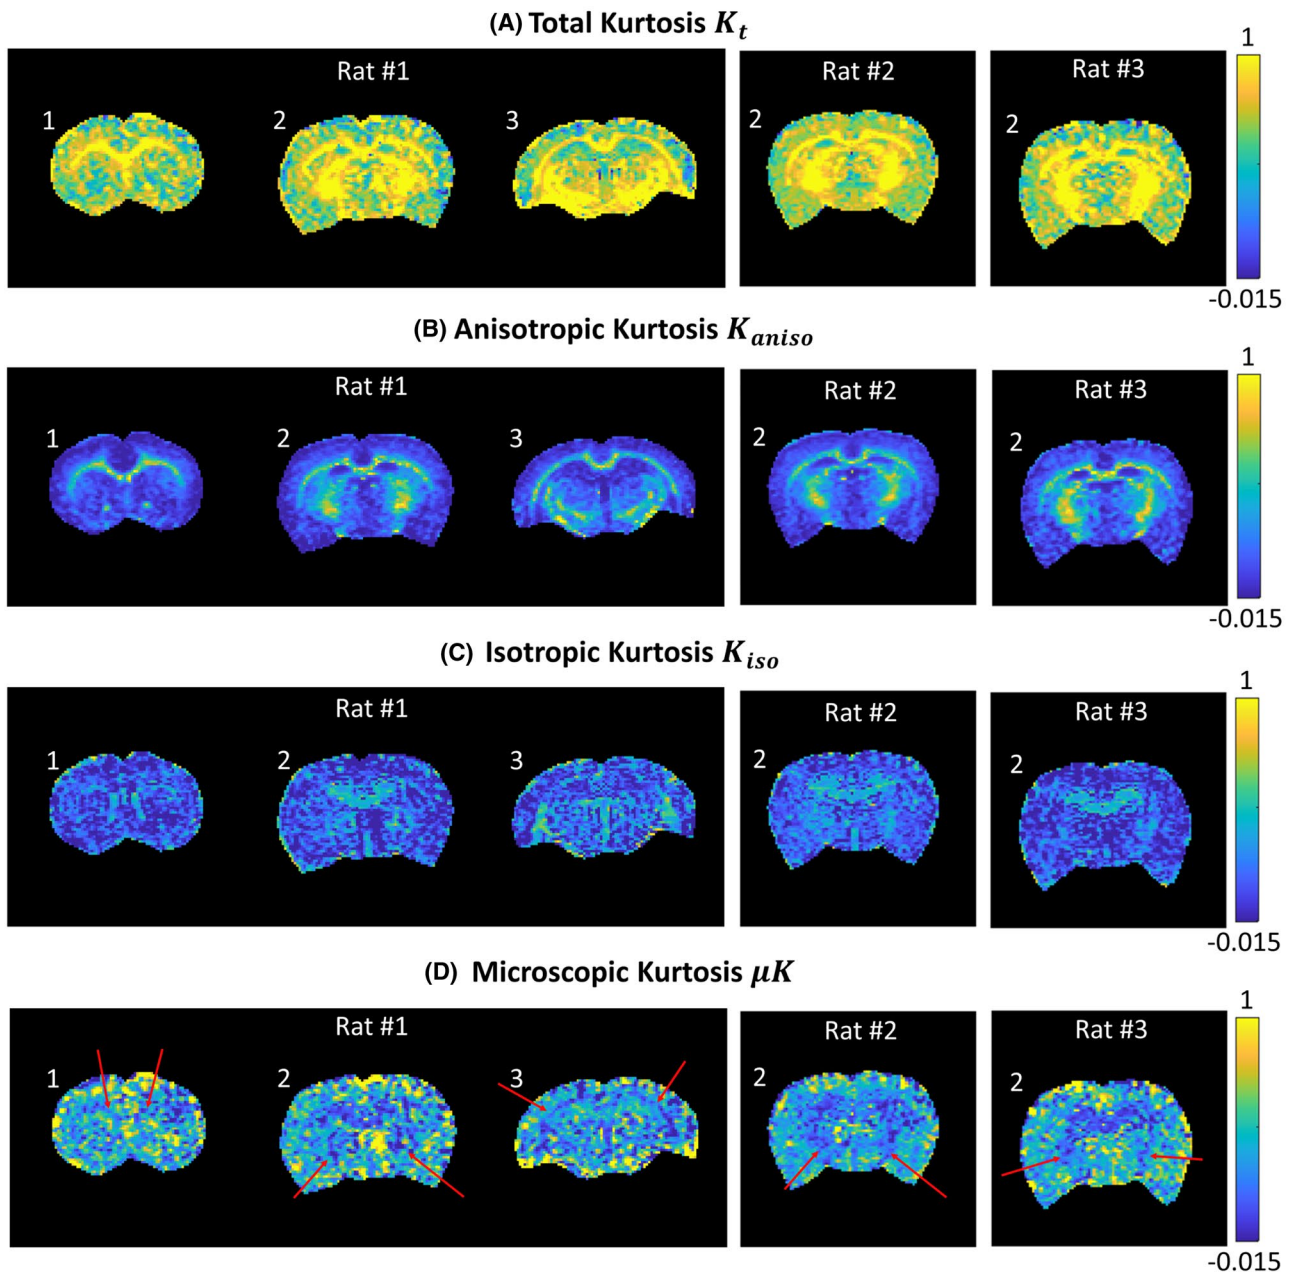 (A) Total Kurtosis K_t
1
Rat #1
Rat #2
Rat #3
1
2
3
2
2
-0.015
(B) Anisotropic Kurtosis K_aniso
1
Rat #1
Rat #2
Rat #3
1
2
3
2
2
-0.015
(C) Isotropic Kurtosis K_iso
1
Rat #1
Rat #2
Rat #3
1
2
3
2
2
-0.015
(D) Microscopic Kurtosis μK
1
Rat #1
Rat #2
Rat #3
1
2
3
2
2
-0.015